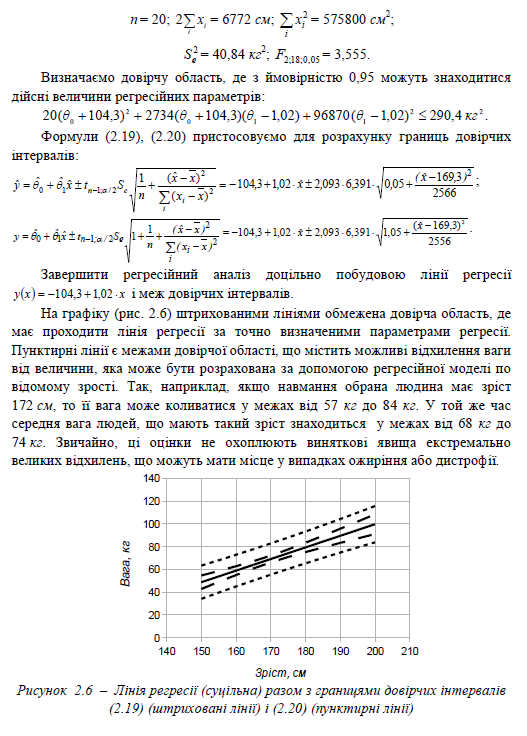 n = 20; 2∑ᵢ xᵢ = 6772 см; ∑ᵢ xᵢ² = 575800 см²;
Sₑ² = 40,84 кг²; F₂;₁₈;₀,₀₅ = 3,555.
Визначаємо довірчу область, де з ймовірністю 0,95 можуть знаходитися
дійсні величини регресійних параметрів:
20(θ₀ + 104,3)² + 2734(θ₀ + 104,3)(θ₁ − 1,02) + 96870(θ₁ − 1,02)² ≤ 290,4 кг².
Формули (2.19), (2.20) пристосовуємо для розрахунку границь довірчих
інтервалів:
ŷ = θ̂₀ + θ̂₁x̂ ± tₙ₋₁;α/2 Sₑ √(1/n + (x̂ − x̄)²/∑ᵢ(xᵢ − x̄)²) = −104,3 + 1,02 · x̂ ± 2,093 · 6,391 · √(0,05 + (x̂ − 169,3)²/2566) ;
y = θ̂₀ + θ̂₁x̂ ± tₙ₋₁;α/2 Sₑ √(1 + 1/n + (x̂ − x̄)²/∑ᵢ(xᵢ − x̄)²) = −104,3 + 1,02 · x̂ ± 2,093 · 6,391 · √(1,05 + (x̂ − 169,3)²/2556) .
Завершити регресійний аналіз доцільно побудовою лінії регресії
y(x) = −104,3 + 1,02 · x і меж довірчих інтервалів.
На графіку (рис. 2.6) штрихованими лініями обмежена довірча область, де
має проходити лінія регресії за точно визначеними параметрами регресії.
Пунктирні лінії є межами довірчої області, що містить можливі відхилення ваги
від величини, яка може бути розрахована за допомогою регресійної моделі по
відомому зрості. Так, наприклад, якщо навмання обрана людина має зріст
172 см, то її вага може коливатися у межах від 57 кг до 84 кг. У той же час
середня вага людей, що мають такий зріст знаходиться у межах від 68 кг до
74 кг. Звичайно, ці оцінки не охоплюють виняткові явища екстремально
великих відхилень, що можуть мати місце у випадках ожиріння або дистрофії.
140
120
100
80
60
40
20
0
Вага, кг
140 150 160 170 180 190 200 210
Зріст, см
Рисунок 2.6 – Лінія регресії (суцільна) разом з границями довірчих інтервалів
(2.19) (штриховані лінії) і (2.20) (пунктирні лінії)